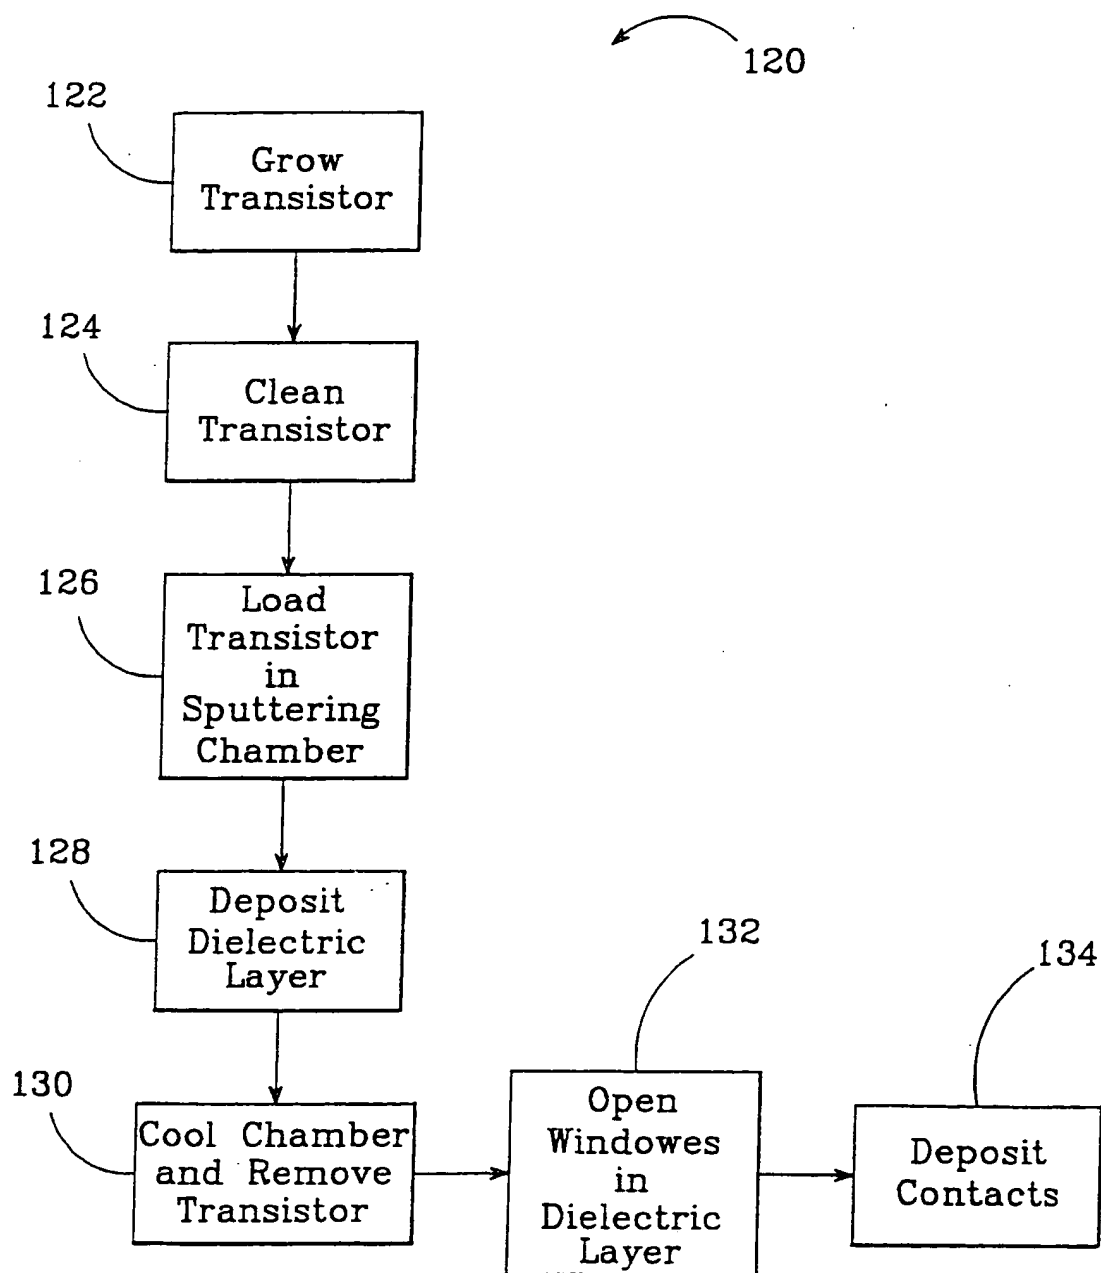 120
122
Grow
Transistor
124
Clean
Transistor
126
Load
Transistor
in
Sputtering
Chamber
128
Deposit
Dielectric
Layer
130
Cool Chamber
and Remove
Transistor
132
Open
Windowes
in
Dielectric
Layer
134
Deposit
Contacts